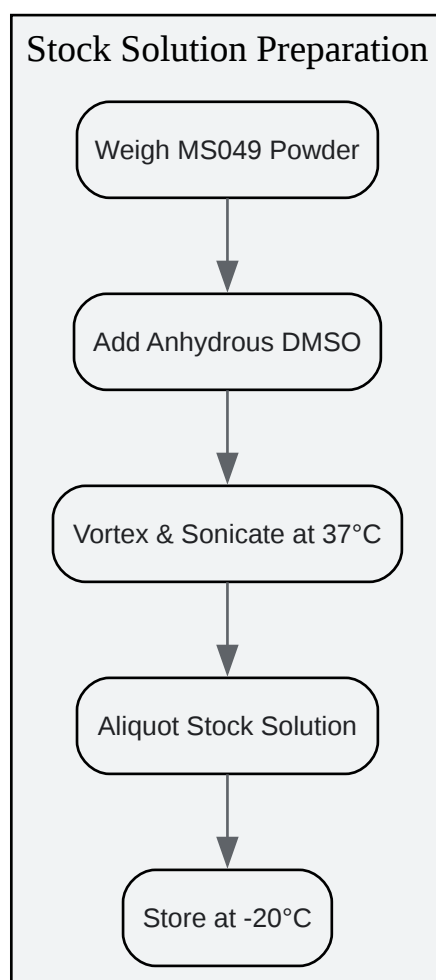 Stock Solution Preparation
Weigh MS049 Powder
Add Anhydrous DMSO
Vortex & Sonicate at 37°C
Aliquot Stock Solution
Store at -20°C